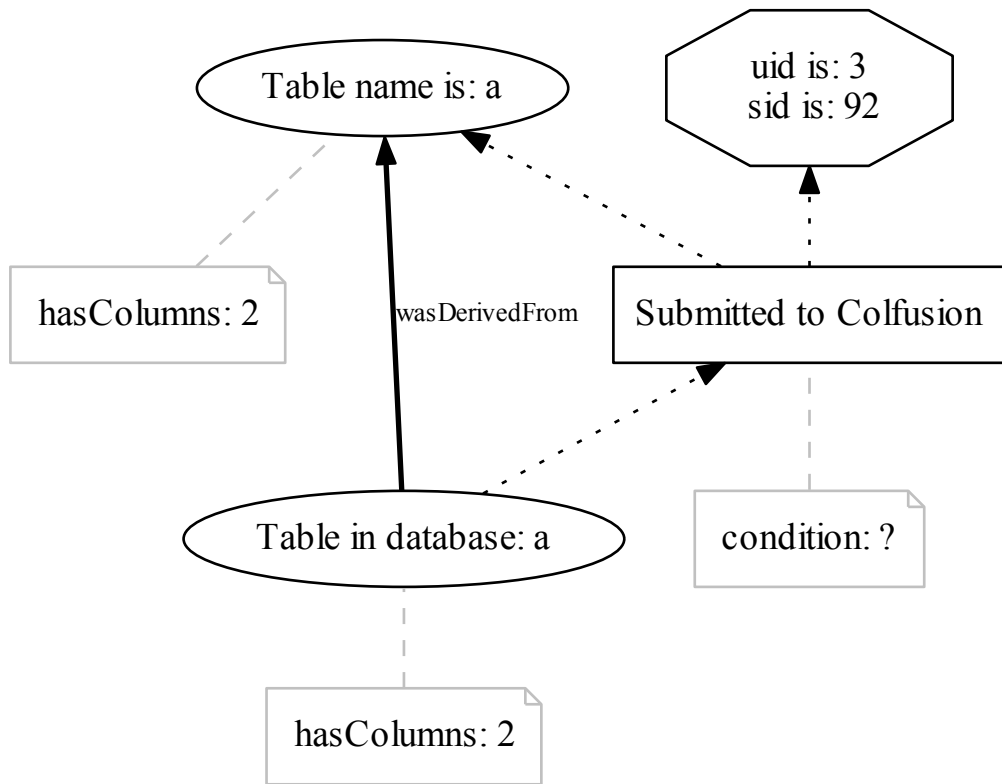 Table name is: a
uid is: 3
sid is: 92
hasColumns: 2
wasDerivedFrom
Submitted to Colfusion
Table in database: a
condition: ?
hasColumns: 2